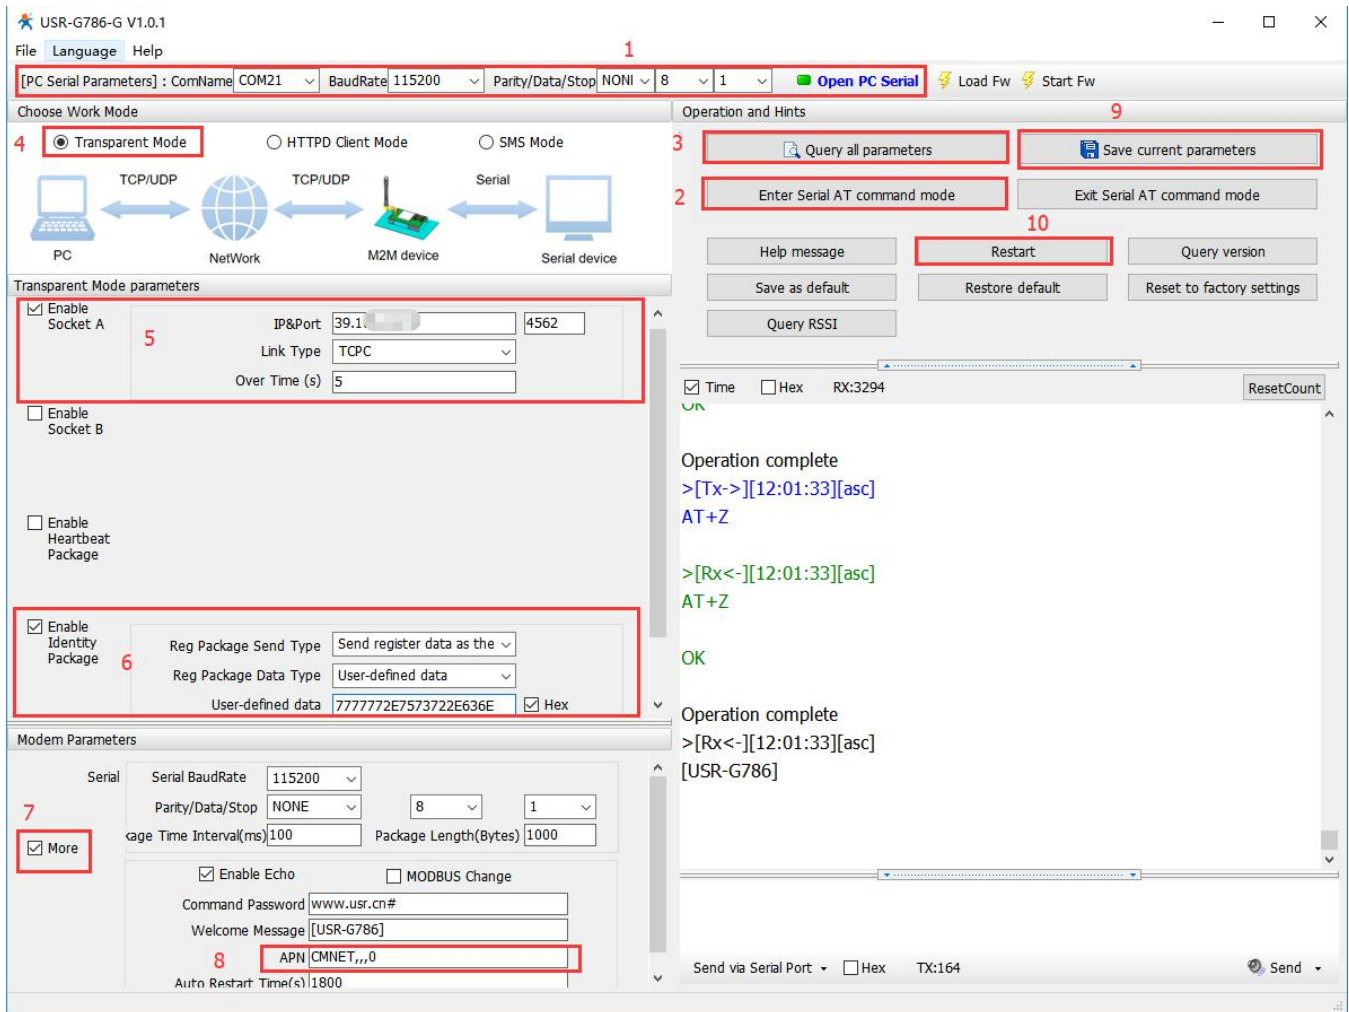 USR-G786-G V1.0.1
File Language Help
1
[PC Serial Parameters] : ComName COM21 BaudRate 115200 Parity/Data/Stop NONI 8 1 Open PC Serial Load Fw Start Fw
Choose Work Mode
4 Transparent Mode HTTPD Client Mode SMS Mode
TCP/UDP TCP/UDP Serial
PC NetWork M2M device Serial device
Transparent Mode parameters
Enable
Socket A
5
IP&Port 39.1 4562
Link Type TCPC
Over Time (s) 5
Enable
Socket B
Enable
Heartbeat
Package
Enable
Identity
Package
6
Reg Package Send Type Send register data as the
Reg Package Data Type User-defined data
User-defined data 7777772E7573722E636E Hex
Modem Parameters
Serial Serial BaudRate 115200
Parity/Data/Stop NONE 8 1
7
kage Time Interval(ms) 100 Package Length(Bytes) 1000
More
Enable Echo MODBUS Change
Command Password www.usr.cn#
Welcome Message [USR-G786]
8 APN CMNET,,,0
Auto Restart Time(s) 1800
Operation and Hints
9
3 Query all parameters Save current parameters
2 Enter Serial AT command mode Exit Serial AT command mode
10
Help message Restart Query version
Save as default Restore default Reset to factory settings
Query RSSI
Time Hex RX:3294 ResetCount
OK
Operation complete
>[Tx->][12:01:33][asc]
AT+Z
>[Rx<-][12:01:33][asc]
AT+Z
OK
Operation complete
>[Rx<-][12:01:33][asc]
[USR-G786]
Send via Serial Port Hex TX:164 Send